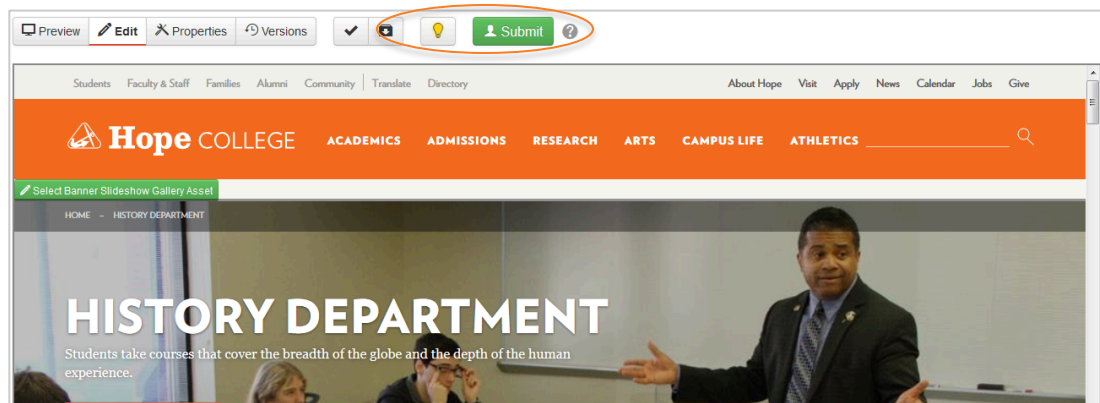 Preview Edit Properties Versions Submit ?
Students Faculty & Staff Families Alumni Community Translate Directory About Hope Visit Apply News Calendar Jobs Give
Hope COLLEGE ACADEMICS ADMISSIONS RESEARCH ARTS CAMPUS LIFE ATHLETICS
Select Banner Slideshow Gallery Asset
HOME – HISTORY DEPARTMENT
HISTORY DEPARTMENT
Students take courses that cover the breadth of the globe and the depth of the human
experience.